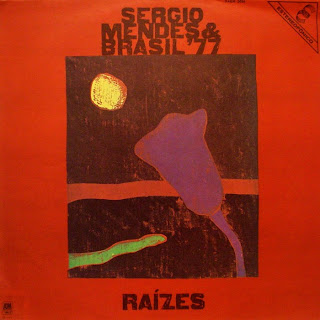 SERGIO
MENDES &
BRASIL '77
RAÍZES